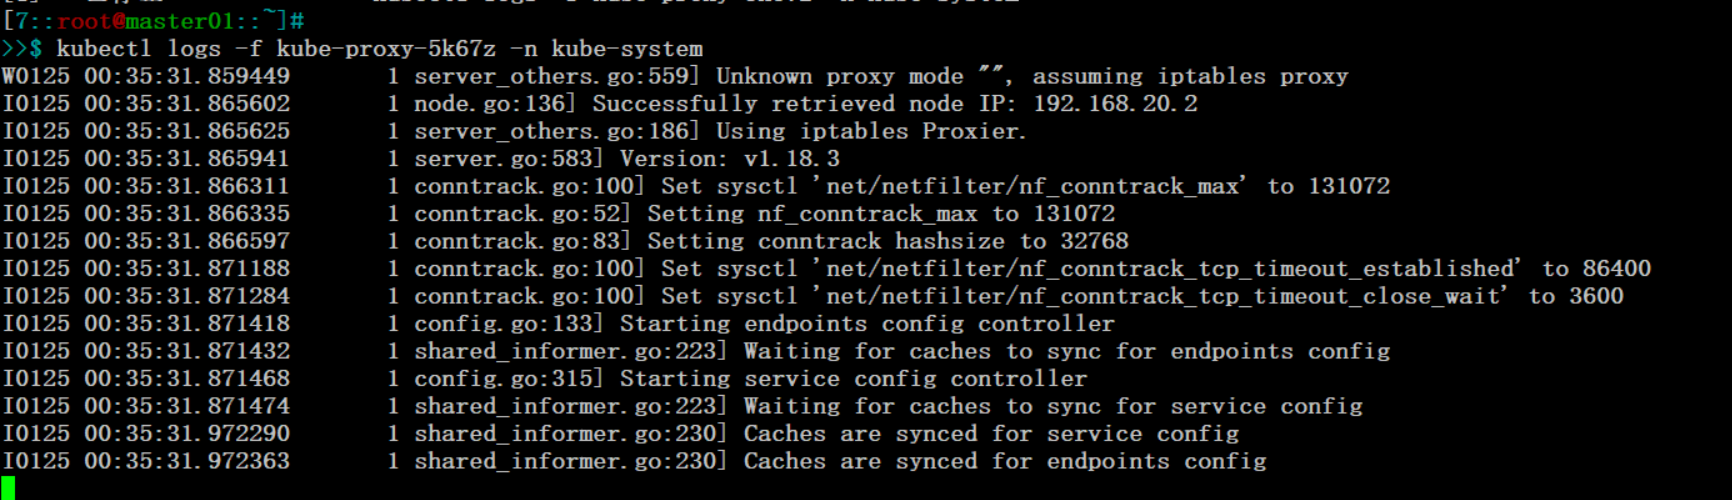 [7::root@master01::~]#
>>$ kubectl logs -f kube-proxy-5k67z -n kube-system
W0125 00:35:31.859449       1 server_others.go:559] Unknown proxy mode "", assuming iptables proxy
I0125 00:35:31.865602       1 node.go:136] Successfully retrieved node IP: 192.168.20.2
I0125 00:35:31.865625       1 server_others.go:186] Using iptables Proxier.
I0125 00:35:31.865941       1 server.go:583] Version: v1.18.3
I0125 00:35:31.866311       1 conntrack.go:100] Set sysctl 'net/netfilter/nf_conntrack_max' to 131072
I0125 00:35:31.866335       1 conntrack.go:52] Setting nf_conntrack_max to 131072
I0125 00:35:31.866597       1 conntrack.go:83] Setting conntrack hashsize to 32768
I0125 00:35:31.871188       1 conntrack.go:100] Set sysctl 'net/netfilter/nf_conntrack_tcp_timeout_established' to 86400
I0125 00:35:31.871284       1 conntrack.go:100] Set sysctl 'net/netfilter/nf_conntrack_tcp_timeout_close_wait' to 3600
I0125 00:35:31.871418       1 config.go:133] Starting endpoints config controller
I0125 00:35:31.871432       1 shared_informer.go:223] Waiting for caches to sync for endpoints config
I0125 00:35:31.871468       1 config.go:315] Starting service config controller
I0125 00:35:31.871474       1 shared_informer.go:223] Waiting for caches to sync for service config
I0125 00:35:31.972290       1 shared_informer.go:230] Caches are synced for service config
I0125 00:35:31.972363       1 shared_informer.go:230] Caches are synced for endpoints config